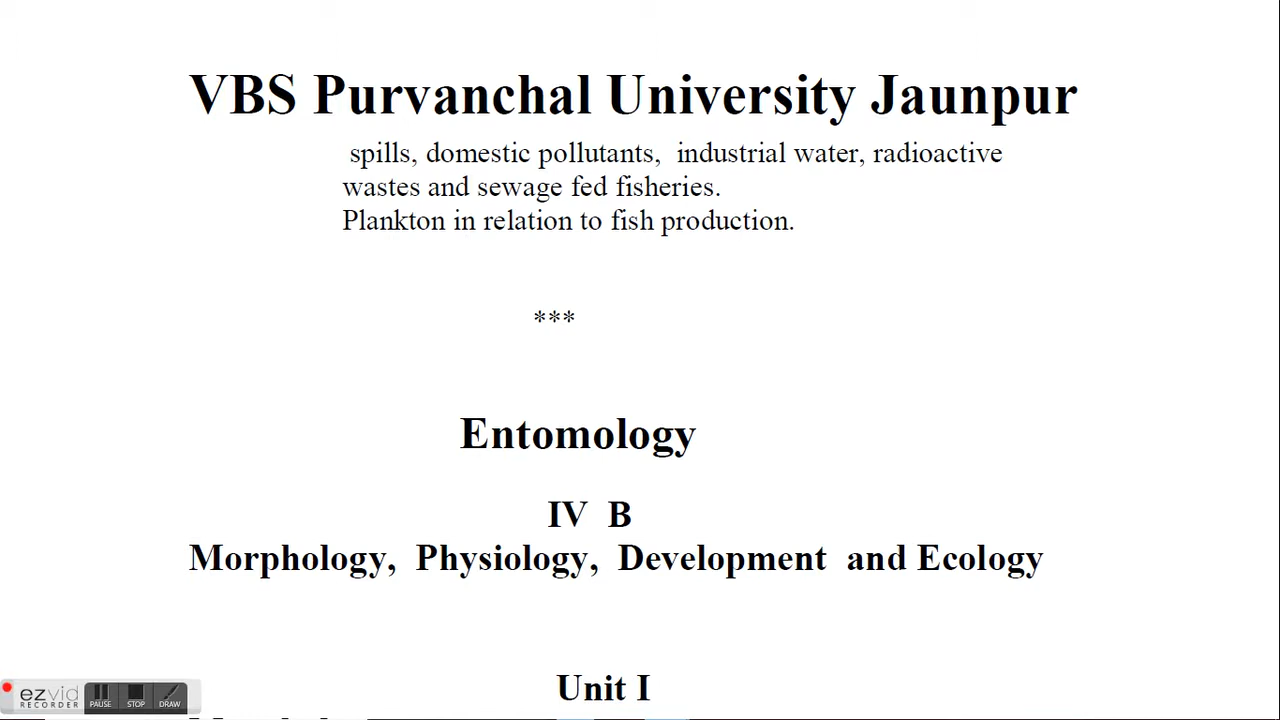 VBS Purvanchal University Jaunpur
spills, domestic pollutants, industrial water, radioactive
wastes and sewage fed fisheries.
Plankton in relation to fish production.
***
Entomology
IV B
Morphology, Physiology, Development and Ecology
Unit I
ezvid
RECORDER
PAUSE
STOP
DRAW